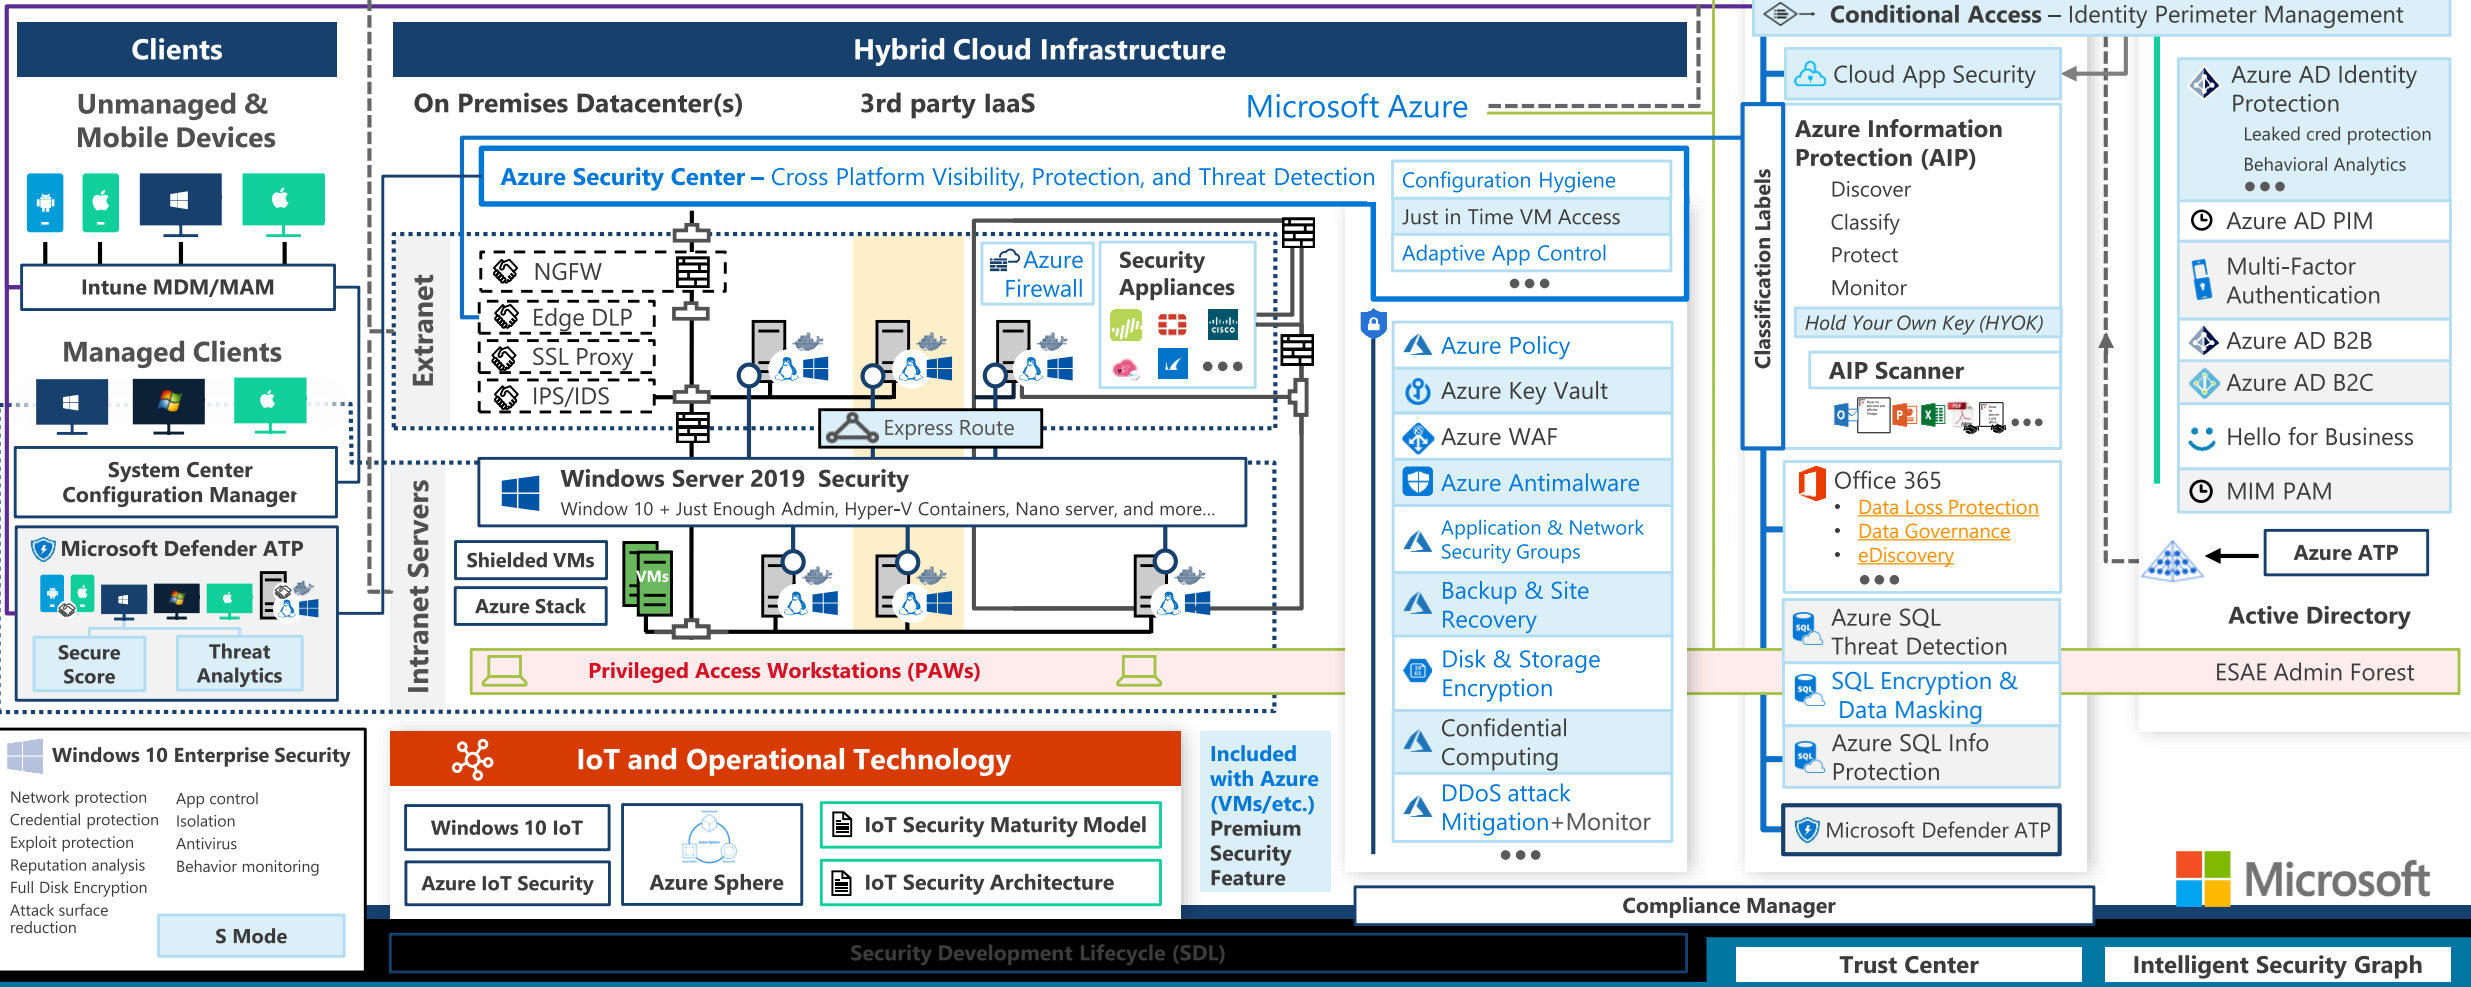 Clients
Unmanaged &
Mobile Devices
Intune MDM/MAM
Managed Clients
System Center
Configuration Manager
Microsoft Defender ATP
Secure
Score
Threat
Analytics
Windows 10 Enterprise Security
Network protection
Credential protection
Exploit protection
Reputation analysis
Full Disk Encryption
Attack surface
reduction
App control
Isolation
Antivirus
Behavior monitoring
S Mode
Hybrid Cloud Infrastructure
On Premises Datacenter(s)
3rd party IaaS
Microsoft Azure
Azure Security Center – Cross Platform Visibility, Protection, and Threat Detection
Configuration Hygiene
Just in Time VM Access
Adaptive App Control
Extranet
NGFW
Edge DLP
SSL Proxy
IPS/IDS
Azure
Firewall
Security
Appliances
CISCO
Express Route
Intranet Servers
Windows Server 2019 Security
Window 10 + Just Enough Admin, Hyper-V Containers, Nano server, and more...
Shielded VMs
Azure Stack
VMs
Privileged Access Workstations (PAWs)
IoT and Operational Technology
Windows 10 IoT
Azure IoT Security
Azure Sphere
IoT Security Maturity Model
IoT Security Architecture
Included
with Azure
(VMs/etc.)
Premium
Security
Feature
Azure Policy
Azure Key Vault
Azure WAF
Azure Antimalware
Application & Network
Security Groups
Backup & Site
Recovery
Disk & Storage
Encryption
Confidential
Computing
DDoS attack
Mitigation+Monitor
Conditional Access – Identity Perimeter Management
Cloud App Security
Classification Labels
Azure Information
Protection (AIP)
Discover
Classify
Protect
Monitor
Hold Your Own Key (HYOK)
AIP Scanner
Office 365
• Data Loss Protection
• Data Governance
• eDiscovery
SQL
Azure SQL
Threat Detection
SQL
SQL Encryption &
Data Masking
SQL
Azure SQL Info
Protection
Microsoft Defender ATP
Azure AD Identity
Protection
Leaked cred protection
Behavioral Analytics
Azure AD PIM
Multi-Factor
Authentication
Azure AD B2B
Azure AD B2C
Hello for Business
MIM PAM
Azure ATP
Active Directory
ESAE Admin Forest
Microsoft
Compliance Manager
Security Development Lifecycle (SDL)
Trust Center
Intelligent Security Graph